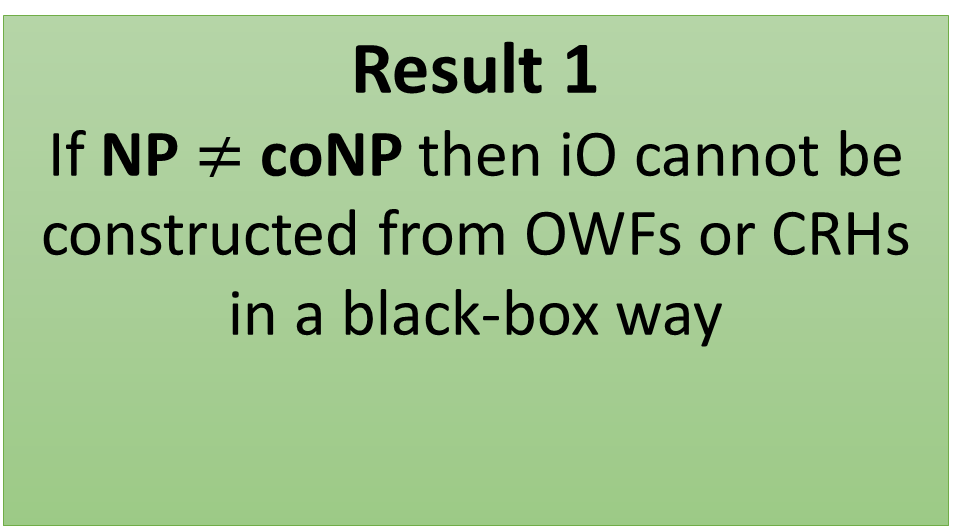 Result 1
If NP ≠ coNP then iO cannot be
constructed from OWFs or CRHs
in a black-box way